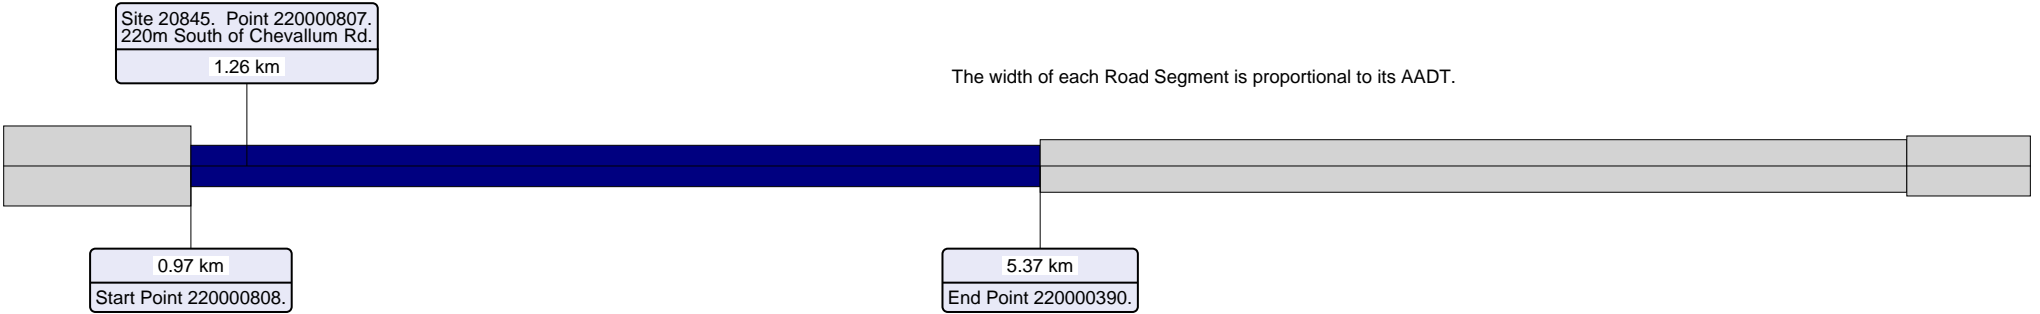 Site 20845.  Point 220000807.
220m South of Chevallum Rd.
1.26 km
The width of each Road Segment is proportional to its AADT.
0.97 km
Start Point 220000808.
5.37 km
End Point 220000390.